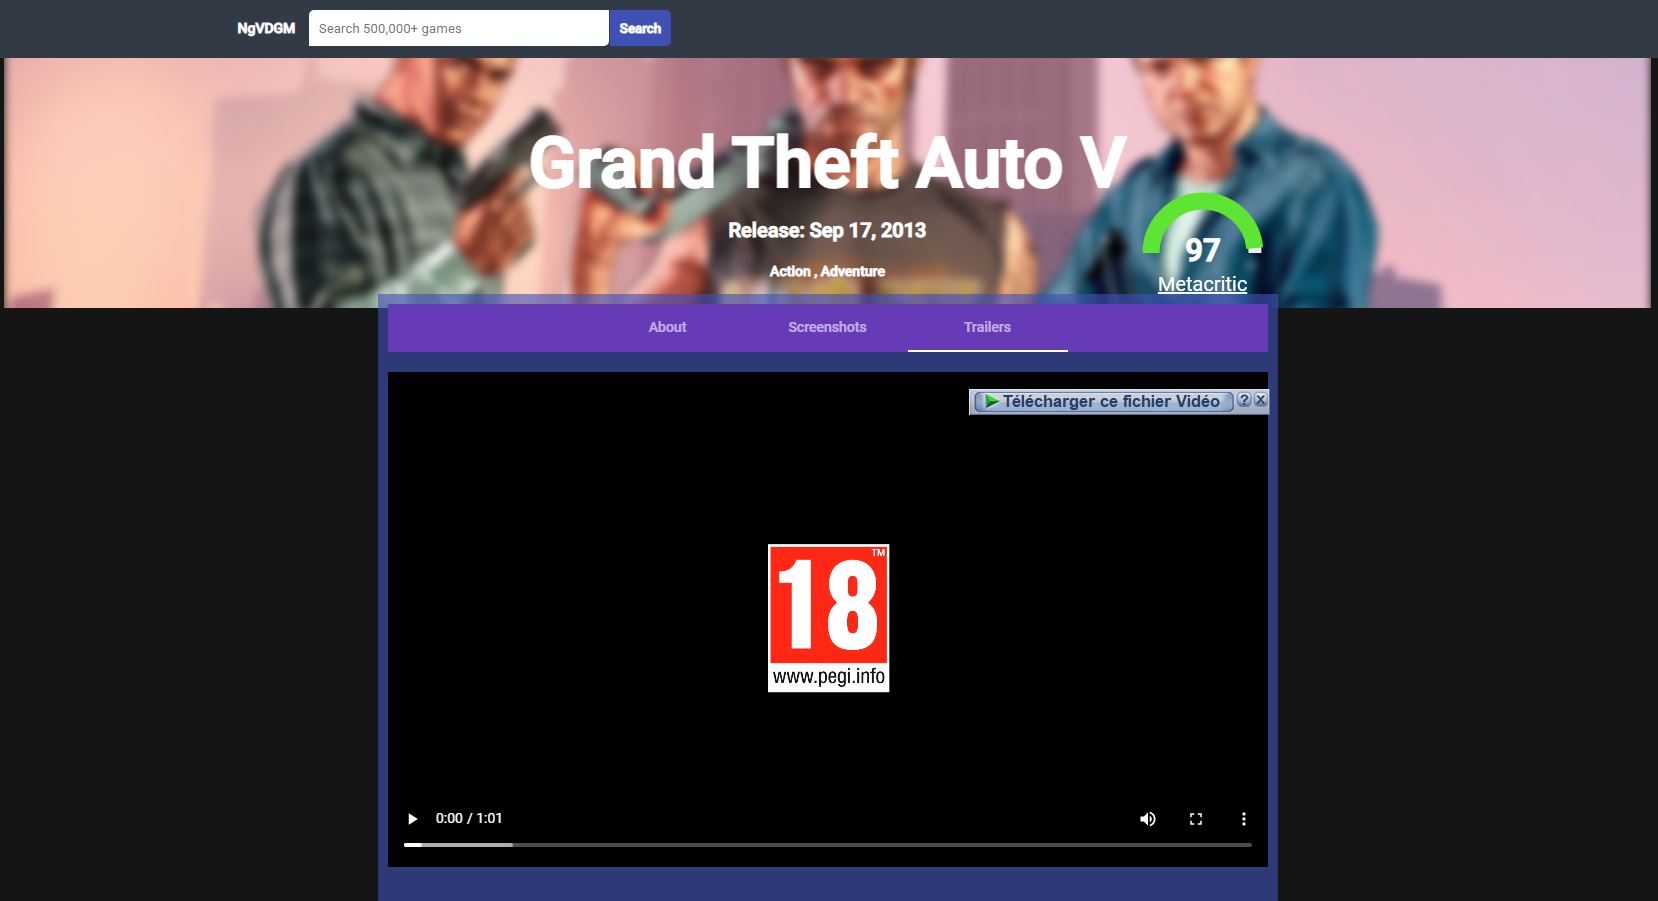 NgVDGM
Search 500,000+ games
Search
Grand Theft Auto V
Release: Sep 17, 2013
Action , Adventure
97
Metacritic
About
Screenshots
Trailers
Télécharger ce fichier Vidéo
?
x
18
TM
www.pegi.info
0:00 / 1:01